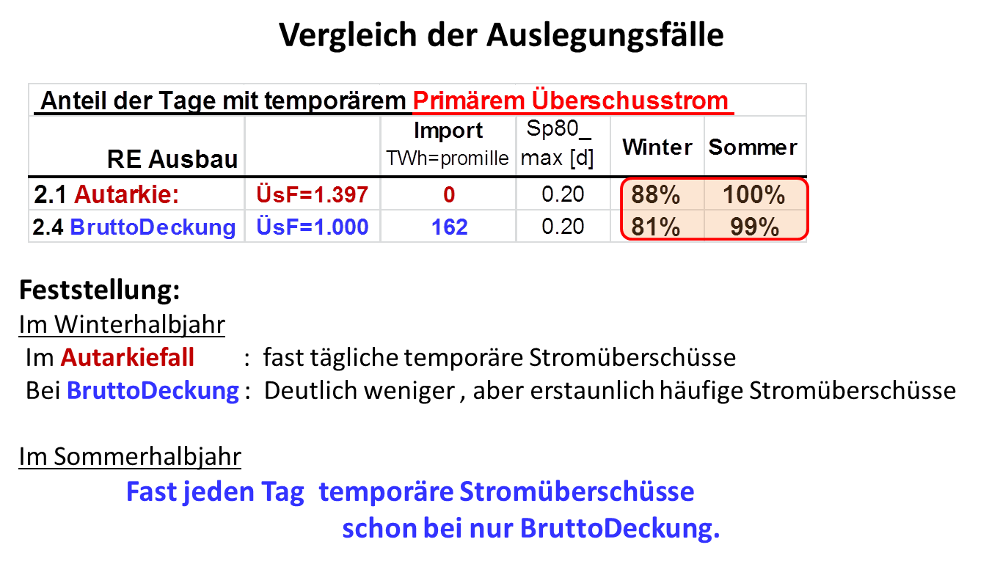 Vergleich der Auslegungsfälle
Anteil der Tage mit temporärem Primärem Überschusstrom
RE Ausbau Import TWh=promille Sp80_ max [d] Winter Sommer
2.1 Autarkie: ÜsF=1.397 0 0.20 88% 100%
2.4 BruttoDeckung ÜsF=1.000 162 0.20 81% 99%
Feststellung:
Im Winterhalbjahr
Im Autarkiefall : fast tägliche temporäre Stromüberschüsse
Bei BruttoDeckung : Deutlich weniger , aber erstaunlich häufige Stromüberschüsse
Im Sommerhalbjahr
Fast jeden Tag temporäre Stromüberschüsse
schon bei nur BruttoDeckung.